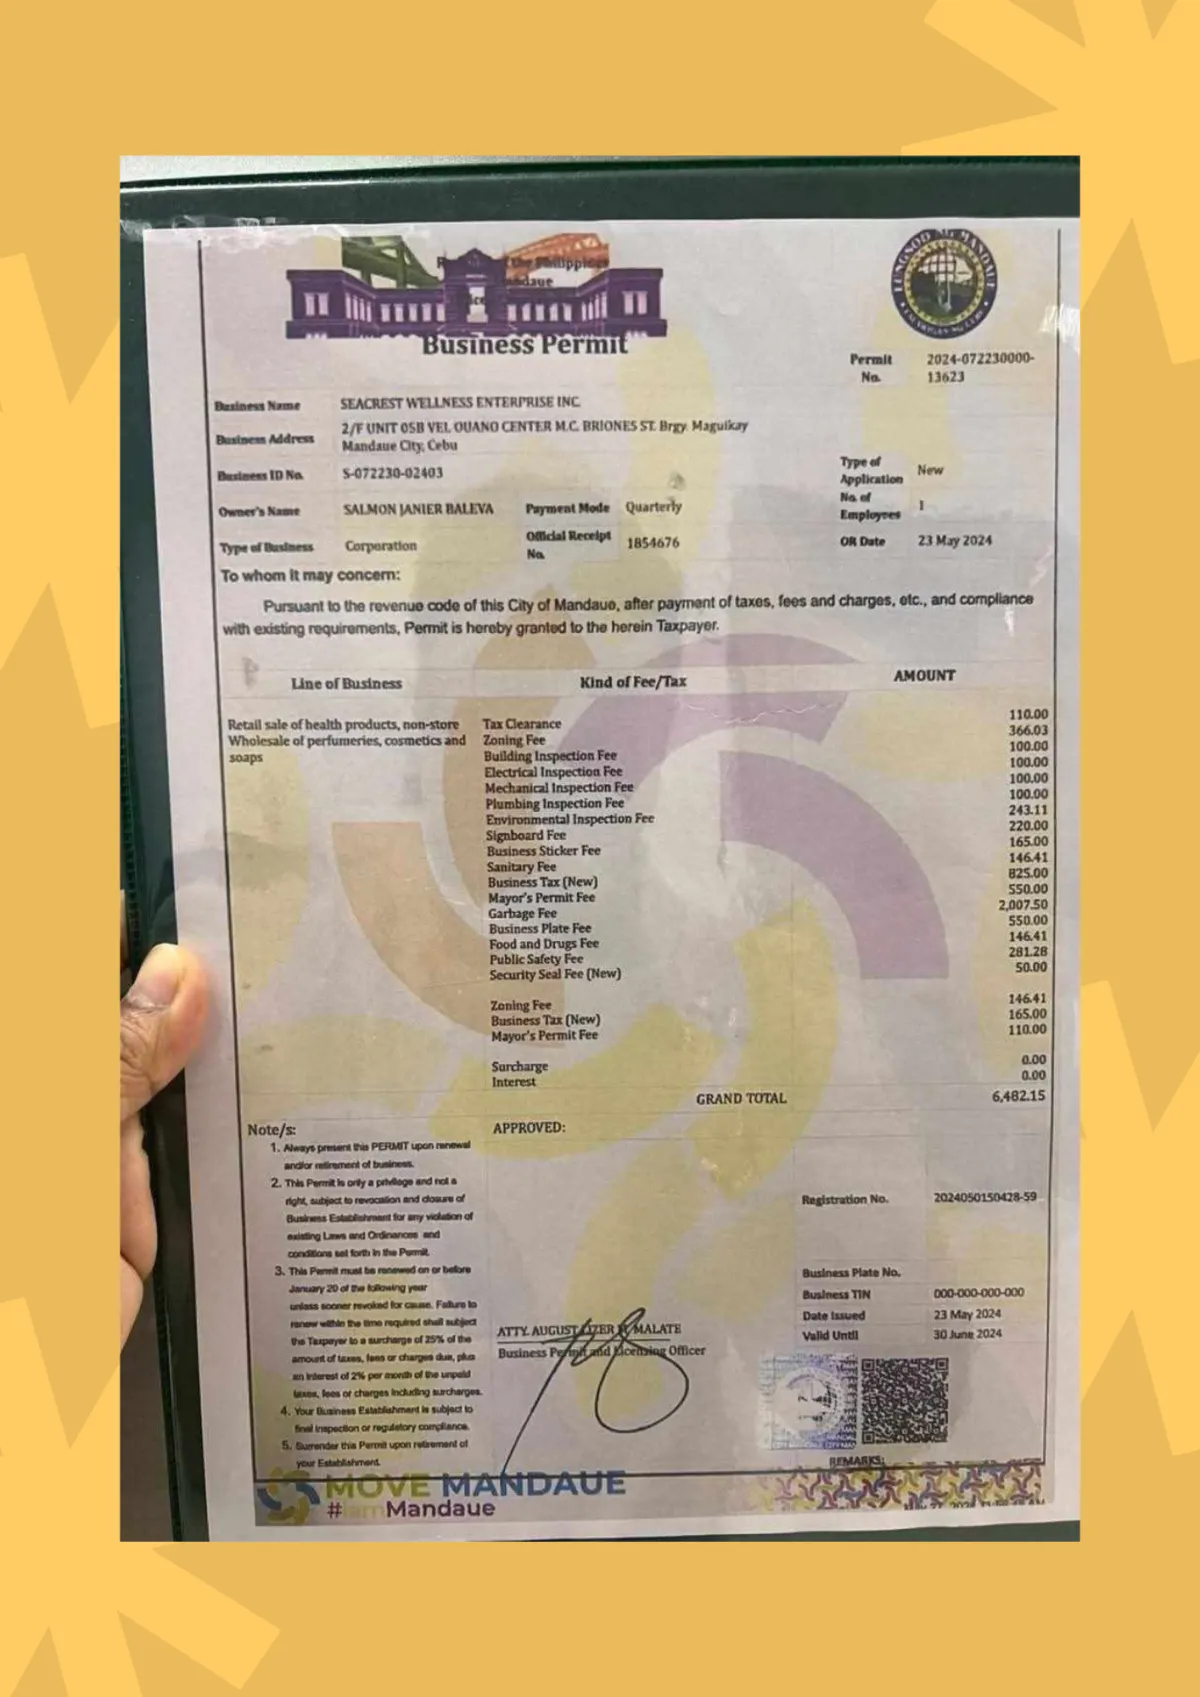 the Philippines
Business Permit
Permit No. 2024-072230000-13623
Business Name SEACREST WELLNESS ENTERPRISE INC.
Business Address 2/F UNIT 05B VEL OUANO CENTER M.C. BRIONES ST. Brgy. Maguikay
Mandaue City, Cebu
Business ID No. S-072230-02403
Type of Application New
Owner's Name SALMON JANIER BALEVA Payment Mode Quarterly
No. of Employees 1
Type of Business Corporation Official Receipt No. 1854676 OR Date 23 May 2024
To whom it may concern:
Pursuant to the revenue code of this City of Mandaue, after payment of taxes, fees and charges, etc., and compliance
with existing requirements, Permit is hereby granted to the herein Taxpayer.
Line of Business Kind of Fee/Tax AMOUNT
Retail sale of health products, non-store
Wholesale of perfumeries, cosmetics and
soaps
Tax Clearance 110.00
Zoning Fee 366.03
Building Inspection Fee 100.00
Electrical Inspection Fee 100.00
Mechanical Inspection Fee 100.00
Plumbing Inspection Fee 100.00
Environmental Inspection Fee 243.11
Signboard Fee 220.00
Business Sticker Fee 165.00
Sanitary Fee 146.41
Business Tax (New) 825.00
Mayor's Permit Fee 550.00
Garbage Fee 2,007.50
Business Plate Fee 550.00
Food and Drugs Fee 146.41
Public Safety Fee 281.28
Security Seal Fee (New) 50.00
Zoning Fee 146.41
Business Tax (New) 165.00
Mayor's Permit Fee 110.00
Surcharge 0.00
Interest 0.00
GRAND TOTAL 6,482.15
Note/s:
1. Always present this PERMIT upon renewal
and/or retirement of business.
2. This Permit is only a privilege and not a
right, subject to revocation and closure of
Business Establishment for any violation of
existing Laws and Ordinances and
conditions set forth in the Permit.
3. This Permit must be renewed on or before
January 20 of the following year
unless sooner revoked for cause. Failure to
renew within the time required shall subject
the Taxpayer to a surcharge of 25% of the
amount of taxes, fees or charges due, plus
an interest of 2% per month of the unpaid
taxes, fees or charges including surcharges.
4. Your Business Establishment is subject to
final inspection or regulatory compliance.
5. Surrender this Permit upon retirement of
your Establishment.
APPROVED:
ATTY. AUGUST MALATE
Business Permit and Licensing Officer
Registration No. 2024050150428-59
Business Plate No.
Business TIN 000-000-000-000
Date Issued 23 May 2024
Valid Until 30 June 2024
REMARKS:
MOVE MANDAUE
#iamMandaue